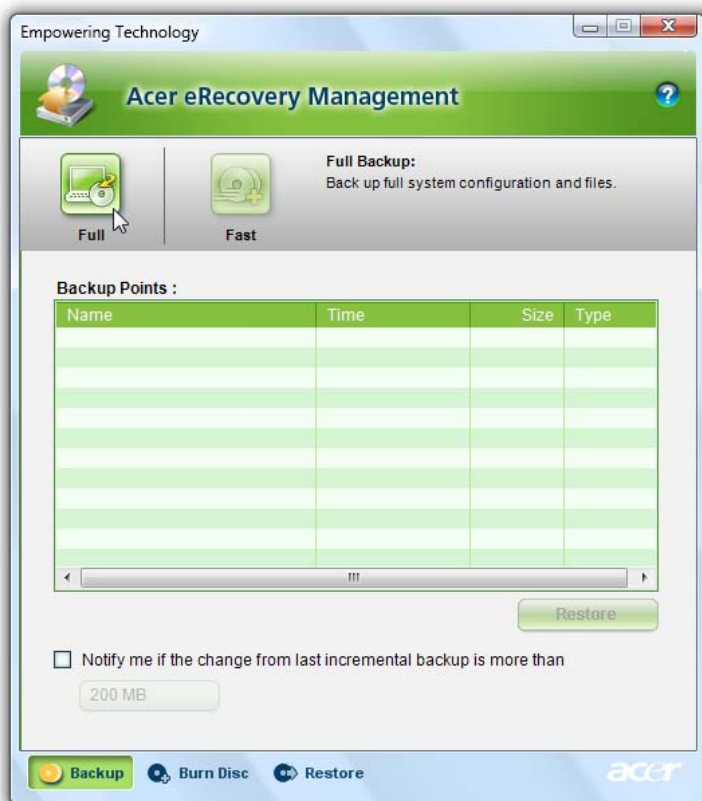 Empowering Technology
Acer eRecovery Management
Full
Fast
Full Backup:
Back up full system configuration and files.
Backup Points :
Name Time Size Type
Restore
Notify me if the change from last incremental backup is more than
200 MB
Backup Burn Disc Restore
acer